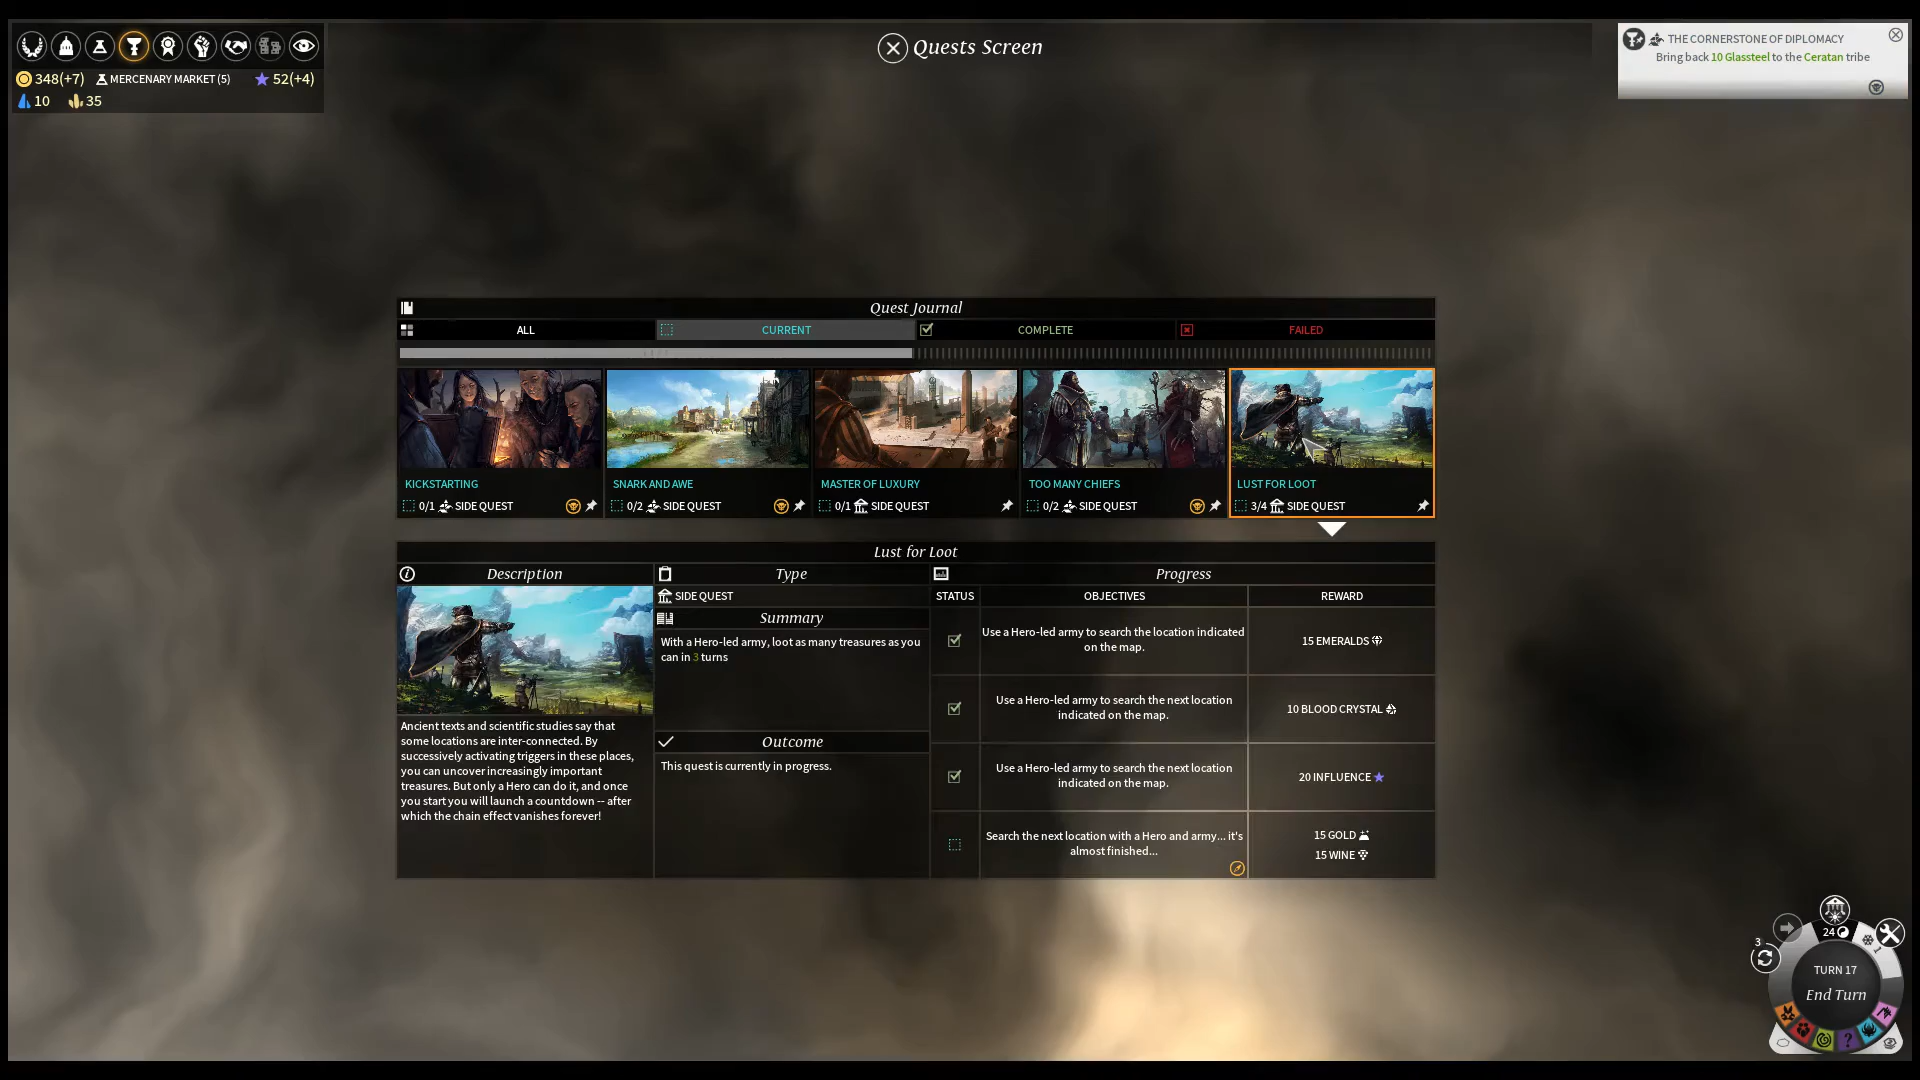 Quests Screen
348(+7) MERCENARY MARKET (5) 52(+4)
10 35
THE CORNERSTONE OF DIPLOMACY
Bring back 10 Glassteel to the Ceratan tribe
Quest Journal
ALL CURRENT COMPLETE FAILED
KICKSTARTING
0/1 SIDE QUEST
SNARK AND AWE
0/2 SIDE QUEST
MASTER OF LUXURY
0/1 SIDE QUEST
TOO MANY CHIEFS
0/2 SIDE QUEST
LUST FOR LOOT
3/4 SIDE QUEST
Lust for Loot
Description
Ancient texts and scientific studies say that
some locations are inter-connected. By
successively activating triggers in these places,
you can uncover increasingly important
treasures. But only a Hero can do it, and once
you start you will launch a countdown -- after
which the chain effect vanishes forever!
Type
SIDE QUEST
Summary
With a Hero-led army, loot as many treasures as you
can in 3 turns
Outcome
This quest is currently in progress.
Progress
STATUS OBJECTIVES REWARD
Use a Hero-led army to search the location indicated
on the map.
15 EMERALDS
Use a Hero-led army to search the next location
indicated on the map.
10 BLOOD CRYSTAL
Use a Hero-led army to search the next location
indicated on the map.
20 INFLUENCE
Search the next location with a Hero and army... it's
almost finished...
15 GOLD
15 WINE
24
3
1
TURN 17
End Turn
?